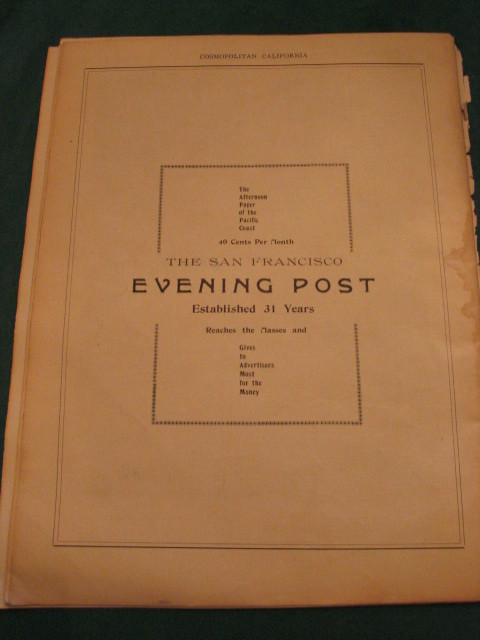 COSMOPOLITAN CALIFORNIA
The
Afternoon
Paper
of the
Pacific
Coast
40 Cents Per Month
THE SAN FRANCISCO
EVENING POST
Established 31 Years
Reaches the Masses and
Gives
to
Advertisers
Most
for the
Money